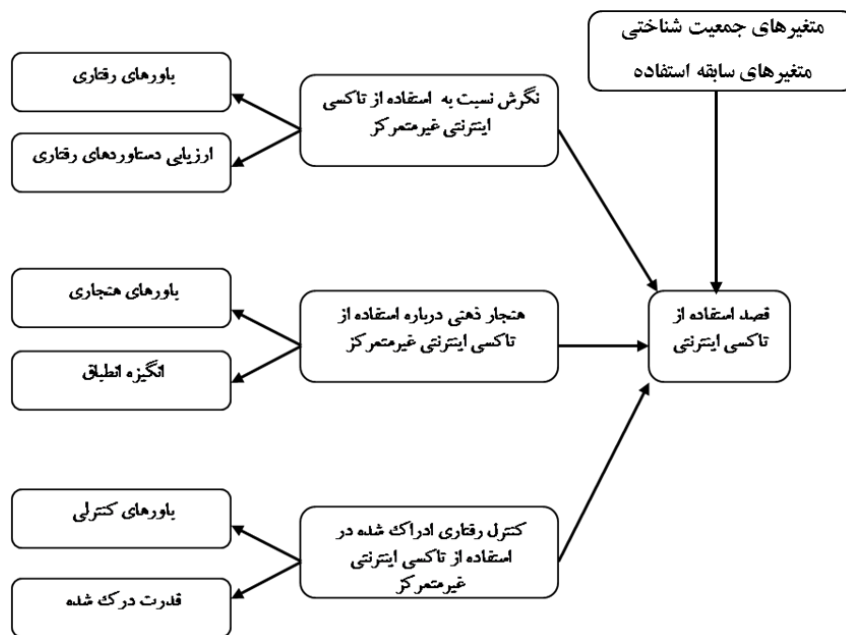 متغیرهای جمعیت شناختی
متغیرهای سابقه استفاده
نگرش نسبت به استفاده از تاکسی
اینترنتی غیرمتمرکز
باورهای رفتاری
ارزیابی دستاوردهای رفتاری
هنجار ذهنی درباره استفاده از
تاکسی اینترنتی غیرمتمرکز
باورهای هنجاری
انگیزه انطباق
قصد استفاده از
تاکسی اینترنتی
کنترل رفتاری ادراک شده در
استفاده از تاکسی اینترنتی
غیرمتمرکز
باورهای کنترلی
قدرت درک شده